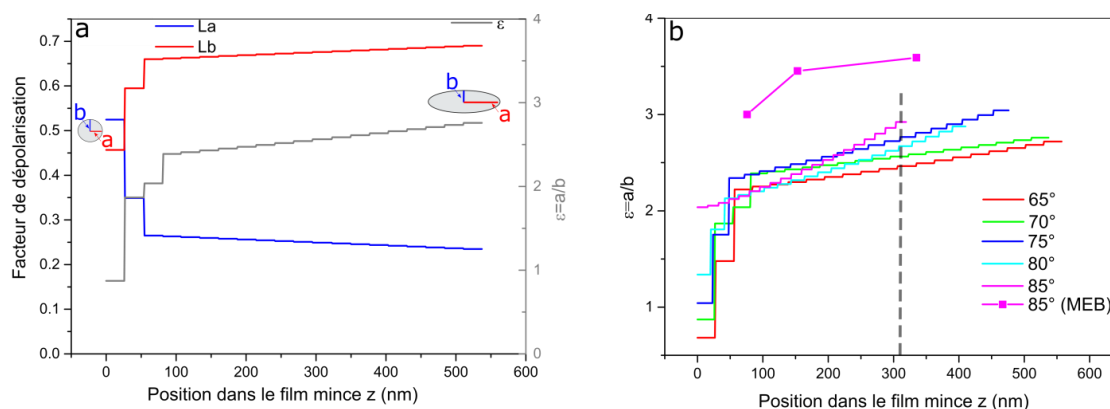 a
La
Lb
ε
0.7
0.6
0.5
0.4
0.3
0.2
0.1
0.0
Facteur de dépolarisation
b
a
b
a
4
3
2
1
0
ε=a/b
0 100 200 300 400 500 600
Position dans le film mince z (nm)
b
4
3
2
1
ε=a/b
65°
70°
75°
80°
85°
85° (MEB)
0 100 200 300 400 500 600
Position dans le film mince z (nm)